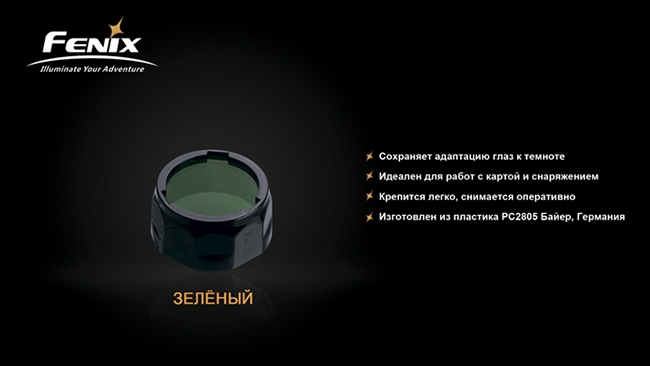 FENIX
Illuminate Your Adventure
Сохраняет адаптацию глаз к темноте
Идеален для работ с картой и снаряжением
Крепится легко, снимается оперативно
Изготовлен из пластика PC2805 Байер, Германия
ЗЕЛЁНЫЙ